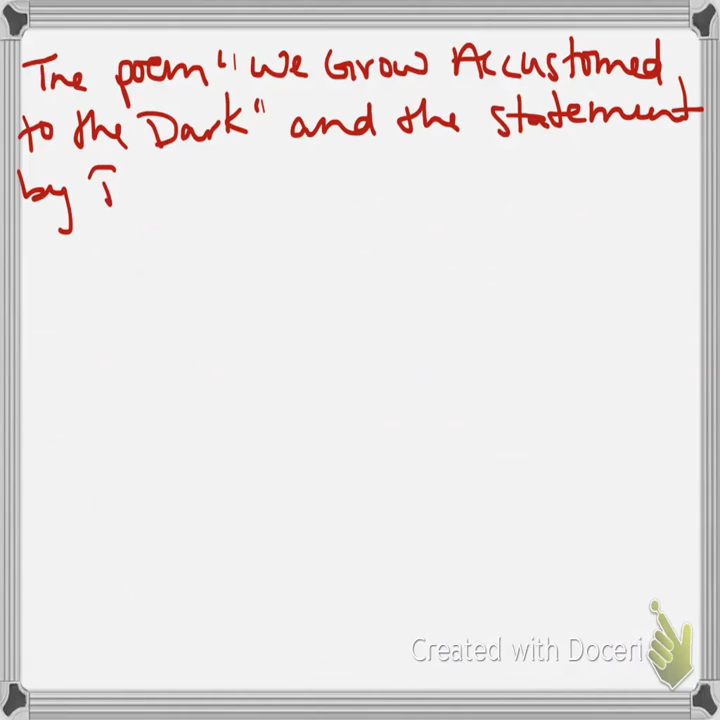 The poem "We Grow Accustomed
to the Dark" and the statement
by T
Created with Doceri